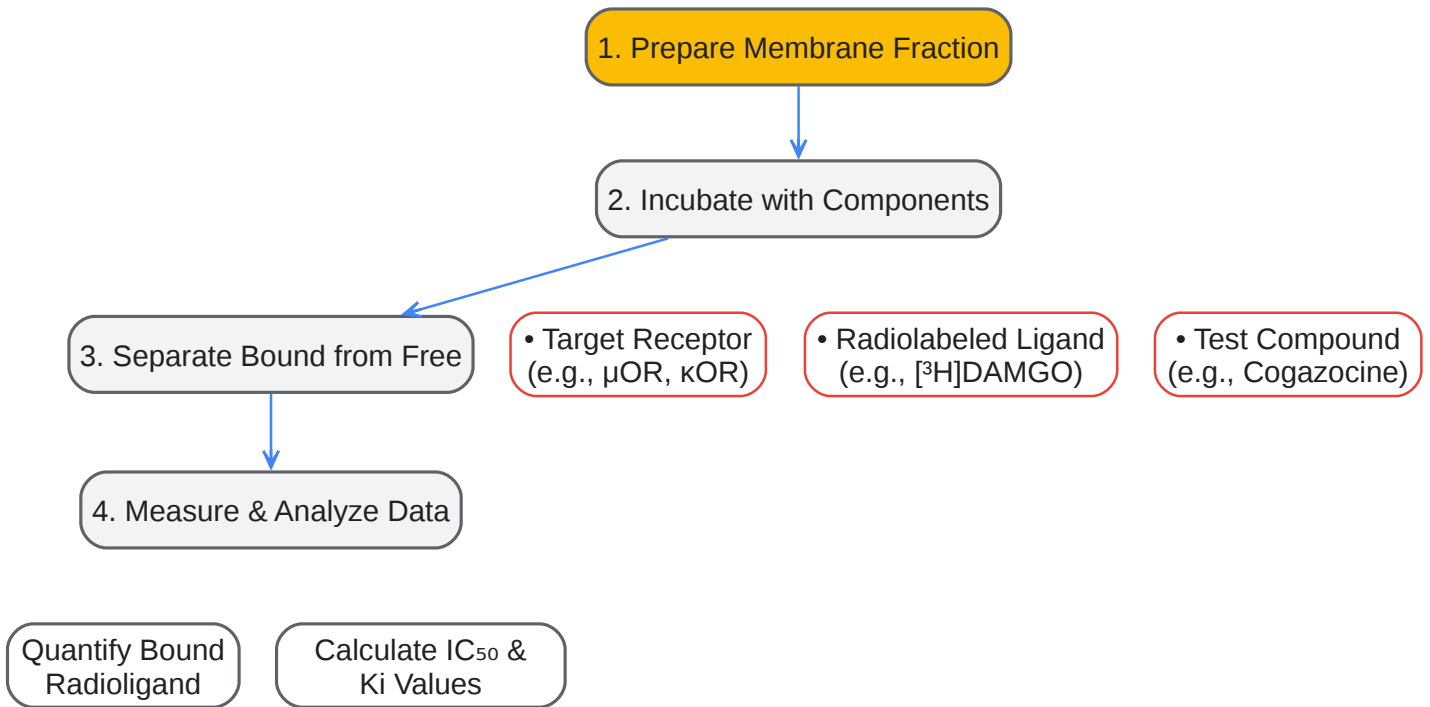 1. Prepare Membrane Fraction
2. Incubate with Components
3. Separate Bound from Free
• Target Receptor
(e.g., μOR, κOR)
• Radiolabeled Ligand
(e.g., [³H]DAMGO)
• Test Compound
(e.g., Cogazocine)
4. Measure & Analyze Data
Quantify Bound
Radioligand
Calculate IC₅₀ &
Ki Values